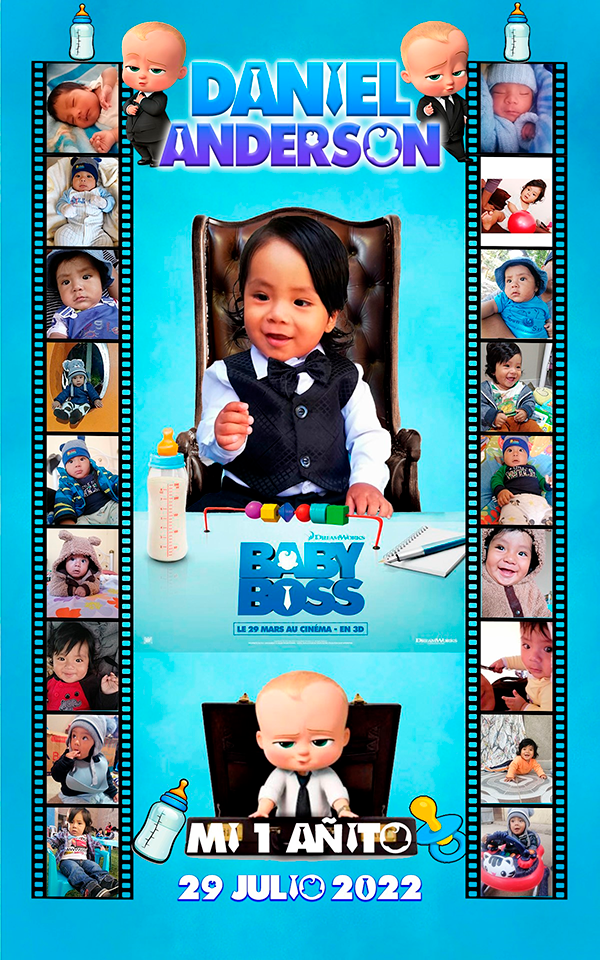 DANIEL
ANDERSON
DREAMWORKS
BABY
BOSS
LE 29 MARS AU CINÉMA - EN 3D
DREAMWORKS
MI 1 AÑITO
29 JULIO 2022